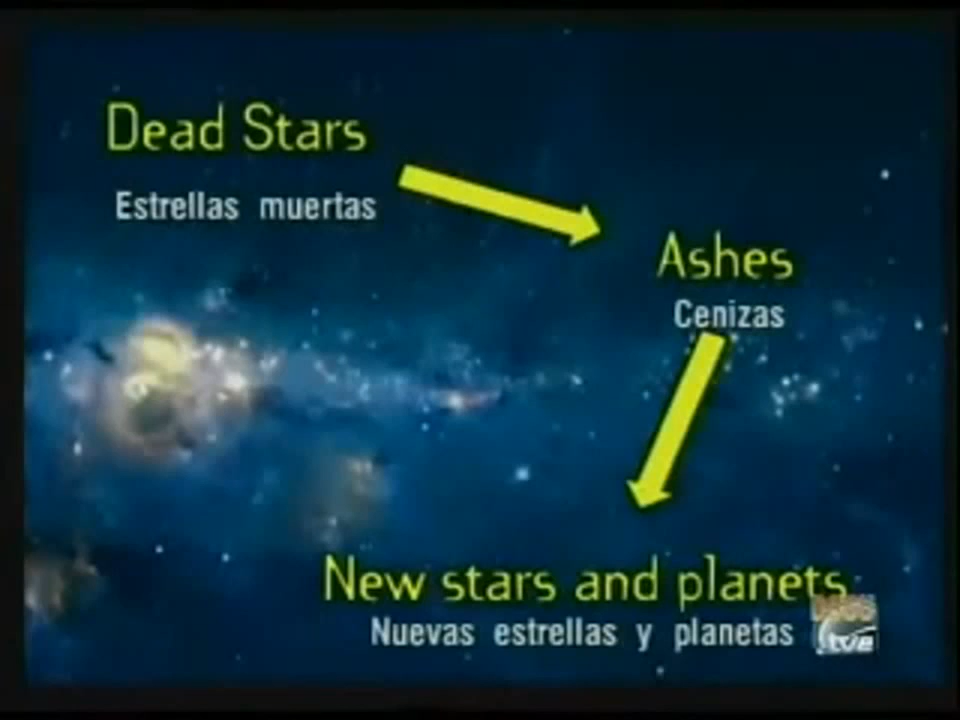 Dead Stars
Estrellas muertas
Ashes
Cenizas
New stars and planets
Nuevas estrellas y planetas
tve